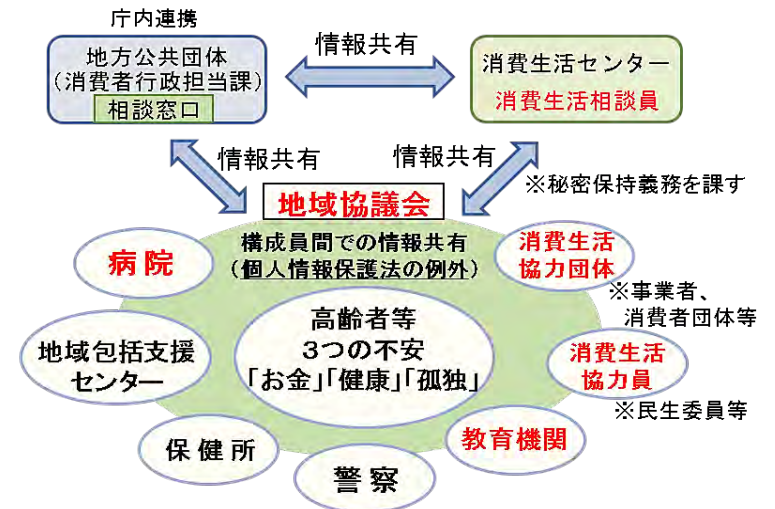 庁内連携
地方公共団体
（消費者行政担当課）
相談窓口
情報共有
消費生活センター
消費生活相談員
情報共有
情報共有
※秘密保持義務を課す
地域協議会
構成員間での情報共有
（個人情報保護法の例外）
病院
消費生活
協力団体
※事業者、
消費者団体等
高齢者等
３つの不安
「お金」「健康」「孤独」
地域包括支援
センター
消費生活
協力員
※民生委員等
保健所
教育機関
警察